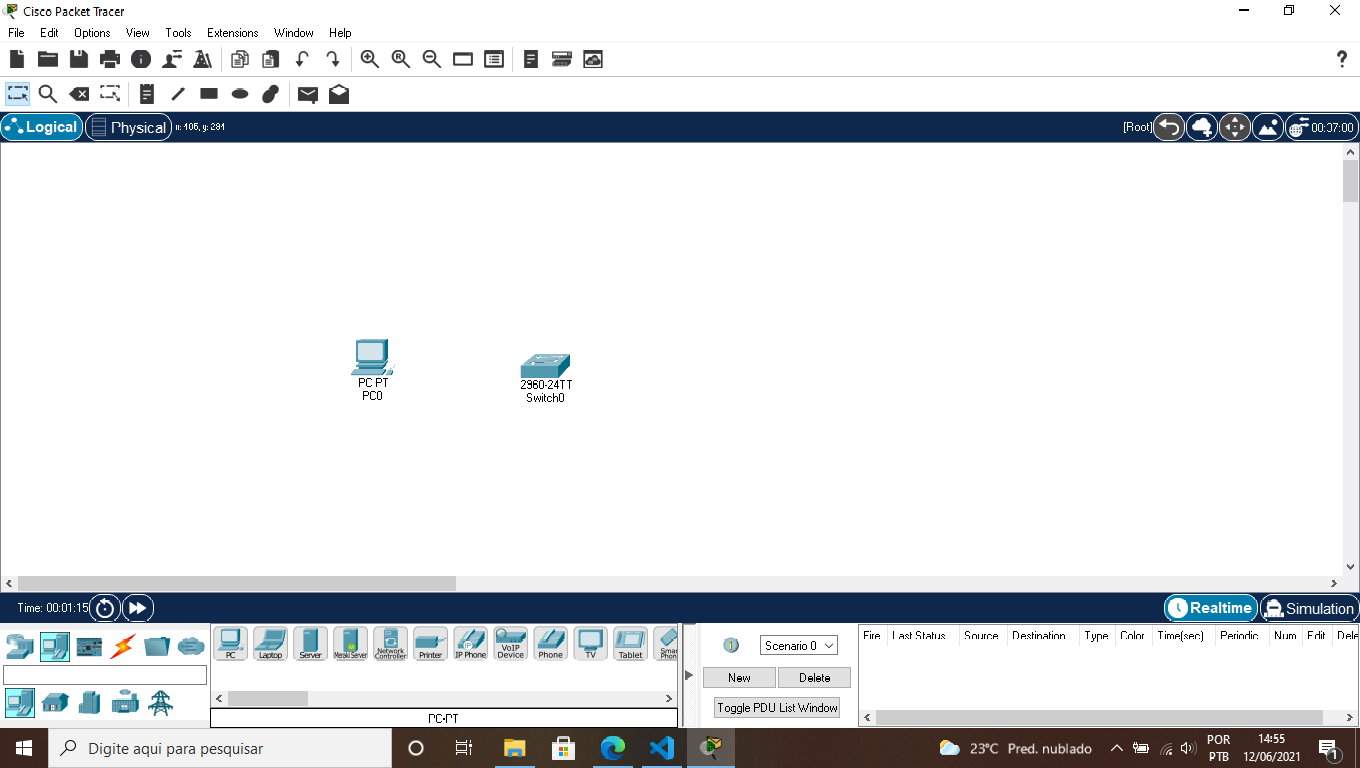 Cisco Packet Tracer
File Edit Options View Tools Extensions Window Help
Logical Physical x: 405, y: 284 [Root] 00:37:00
PC PT
PC0
2960-24TT
Switch0
Time: 00:01:15 Realtime Simulation
PC Laptop Server Meraki Server Network Controller Printer IP Phone VoIP Device Phone TV Tablet Smart Phon
PC-PT
Scenario 0
New Delete
Toggle PDU List Window
Fire Last Status Source Destination Type Color Time(sec) Periodic Num Edit Dele
Digite aqui para pesquisar
23°C Pred. nublado
POR
PTB
14:55
12/06/2021
1